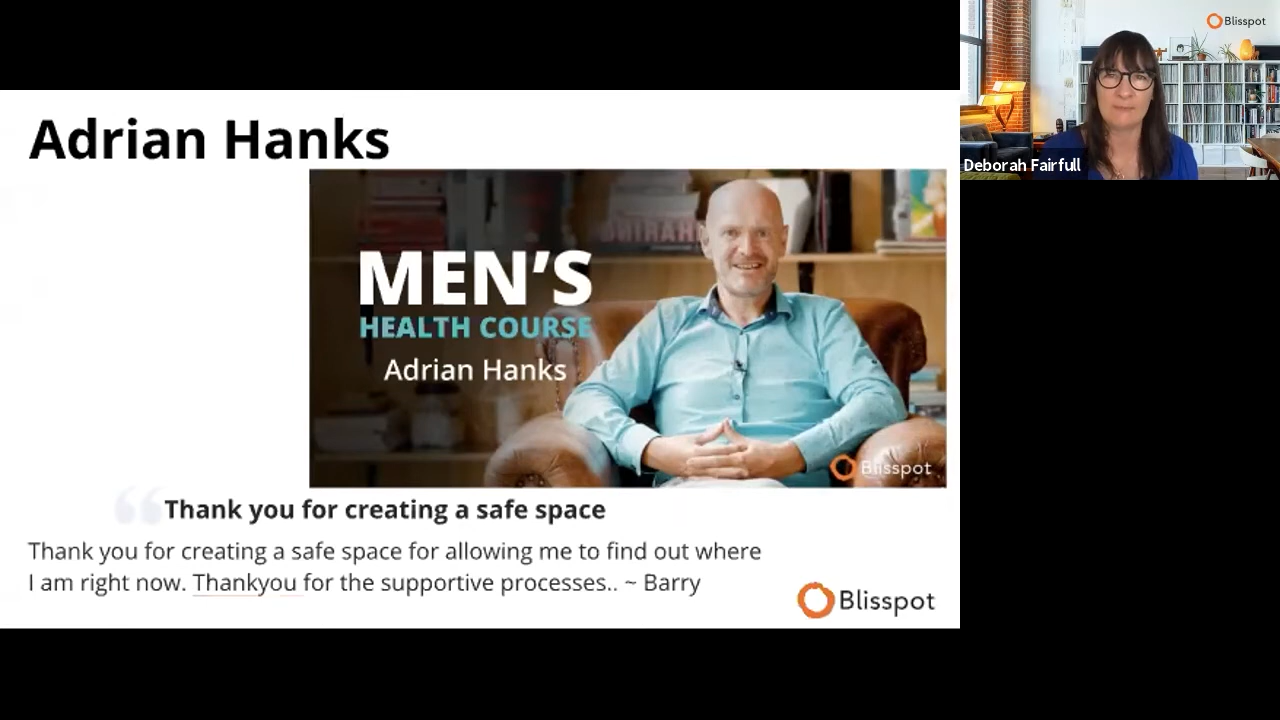 Adrian Hanks
MEN'S
HEALTH COURSE
Adrian Hanks
Blisspot
Thank you for creating a safe space
Thank you for creating a safe space for allowing me to find out where
I am right now. Thankyou for the supportive processes.. ~ Barry
Blisspot
Blisspot
Deborah Fairfull